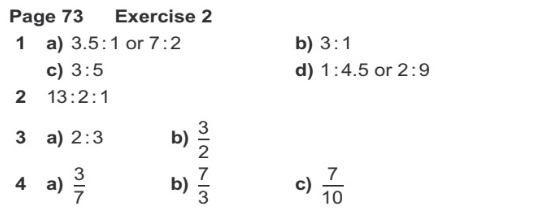 Page 73 Exercise 2
1 a) 3.5:1 or 7:2 b) 3:1
c) 3:5 d) 1:4.5 or 2:9
2 13:2:1
3 a) 2:3 b) 3/2
4 a) 3/7 b) 7/3 c) 7/10